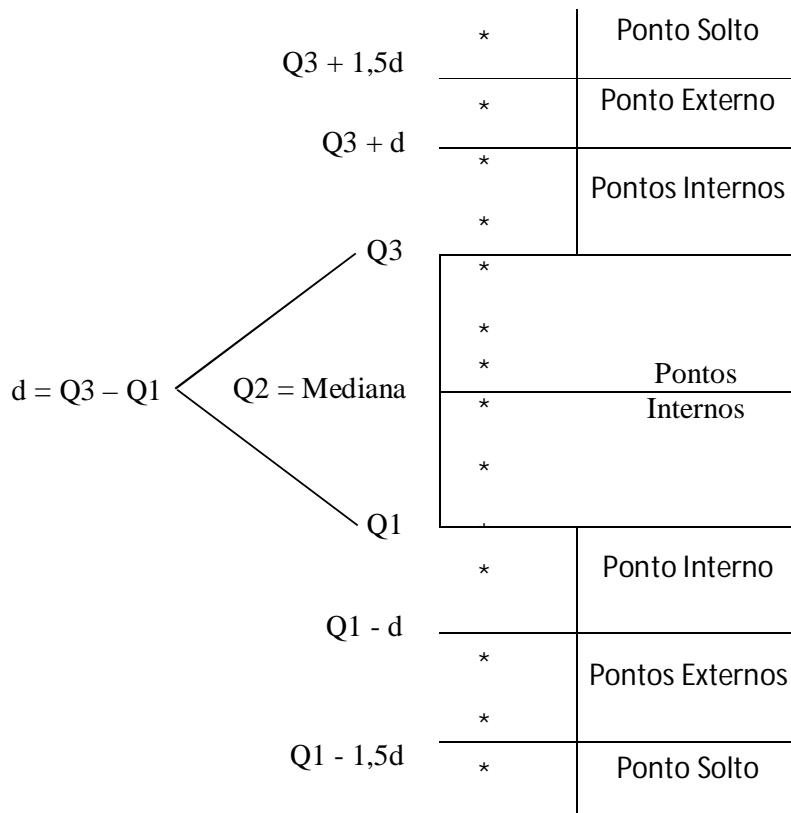 * Ponto Solto
Q3 + 1,5d
* Ponto Externo
Q3 + d
*
Pontos Internos
*
Q3
*
*
*
d = Q3 – Q1 Q2 = Mediana Pontos
* Internos
*
Q1
* Ponto Interno
Q1 - d
*
Pontos Externos
*
Q1 - 1,5d
* Ponto Solto